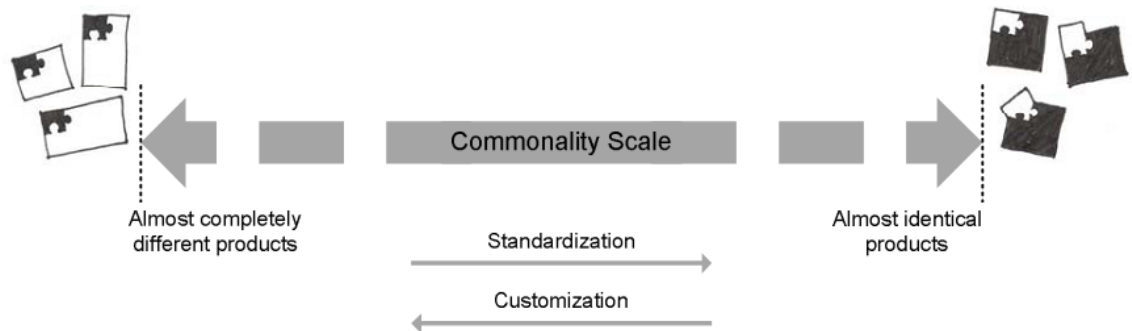 Commonality Scale
Almost completely
different products
Almost identical
products
Standardization
Customization